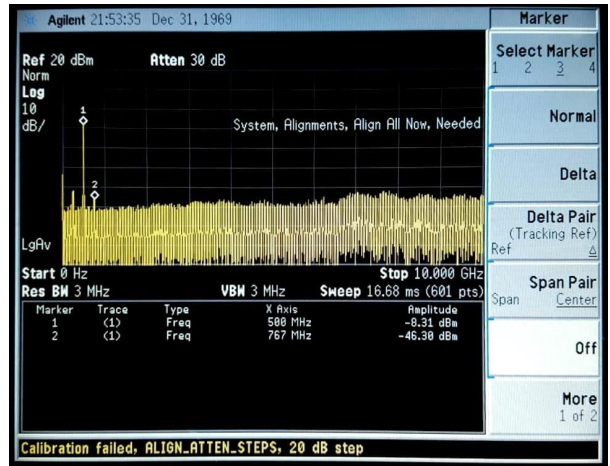 Agilent 21:53:35 Dec 31, 1969
Marker
Ref 20 dBm Atten 30 dB
Norm
Log
10
dB/
1
2
System, Alignments, Align All Now, Needed
LgAv
Start 0 Hz Stop 10.000 GHz
Res BW 3 MHz VBW 3 MHz Sweep 16.68 ms (601 pts)
Marker Trace Type X Axis Amplitude
1 (1) Freq 500 MHz -8.31 dBm
2 (1) Freq 767 MHz -46.30 dBm
Calibration failed, ALIGN_ATTEN_STEPS, 20 dB step
Select Marker
1 2 3 4
Normal
Delta
Delta Pair
(Tracking Ref)
Ref Δ
Span Pair
Span Center
Off
More
1 of 2